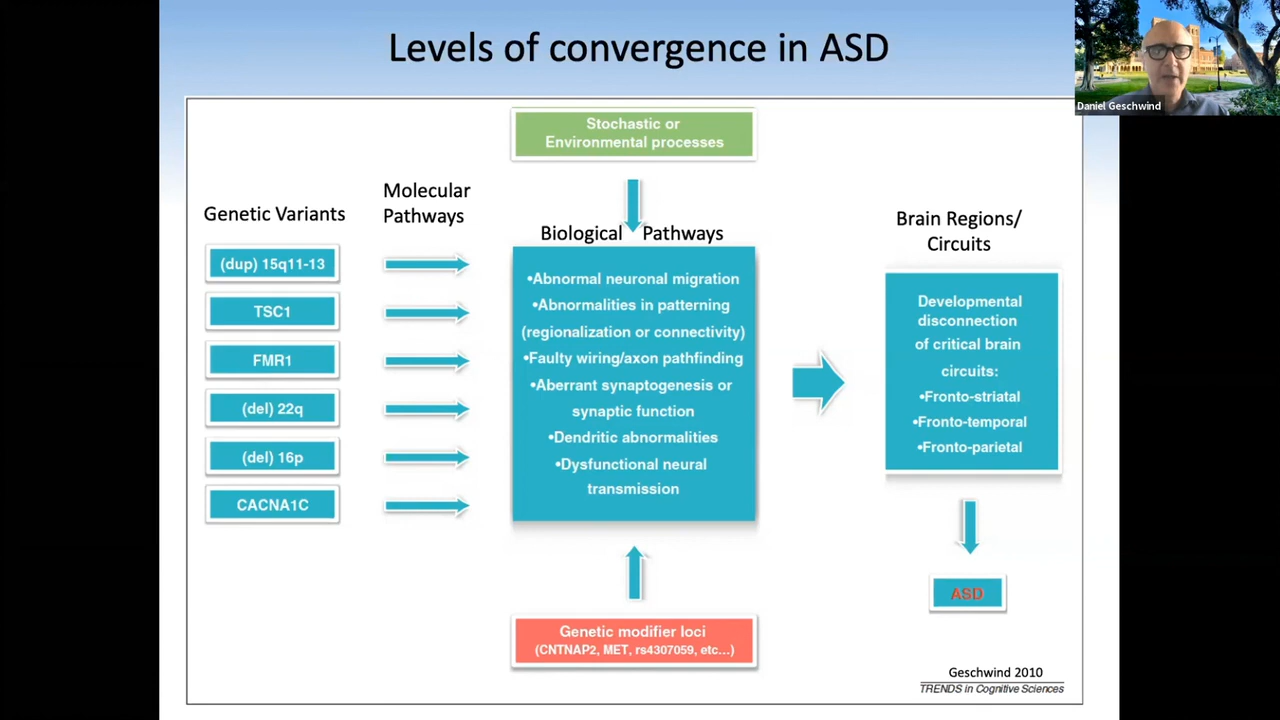 Levels of convergence in ASD
Daniel Geschwind
Stochastic or
Environmental processes
Genetic Variants
Molecular
Pathways
Biological Pathways
Brain Regions/
Circuits
(dup) 15q11-13
TSC1
FMR1
(del) 22q
(del) 16p
CACNA1C
•Abnormal neuronal migration
•Abnormalities in patterning
(regionalization or connectivity)
•Faulty wiring/axon pathfinding
•Aberrant synaptogenesis or
synaptic function
•Dendritic abnormalities
•Dysfunctional neural
transmission
Developmental
disconnection
of critical brain
circuits:
•Fronto-striatal
•Fronto-temporal
•Fronto-parietal
ASD
Genetic modifier loci
(CNTNAP2, MET, rs4307059, etc...)
Geschwind 2010
TRENDS in Cognitive Sciences